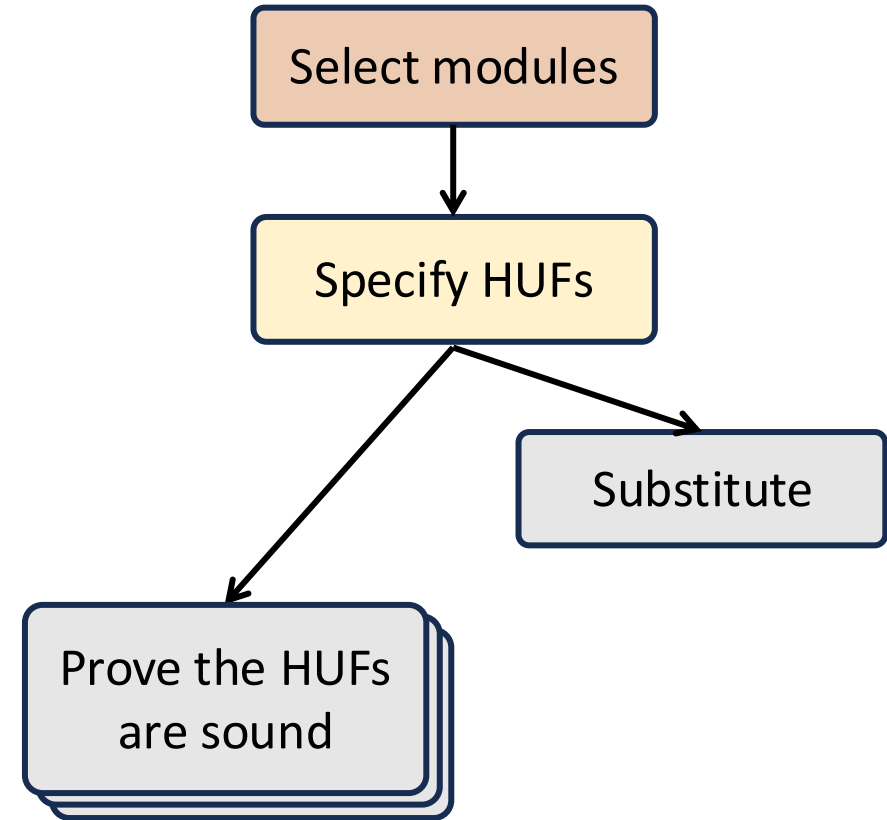 Select modules
Specify HUFs
Substitute
Prove the HUFs
are sound